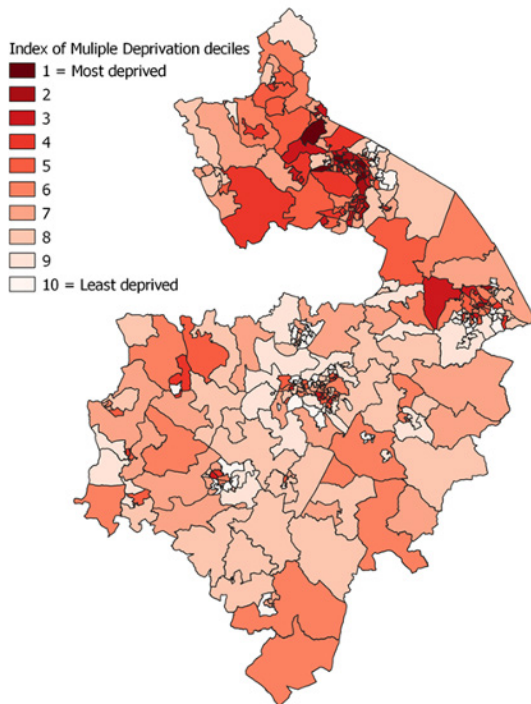 Index of Muliple Deprivation deciles
1 = Most deprived
2
3
4
5
6
7
8
9
10 = Least deprived